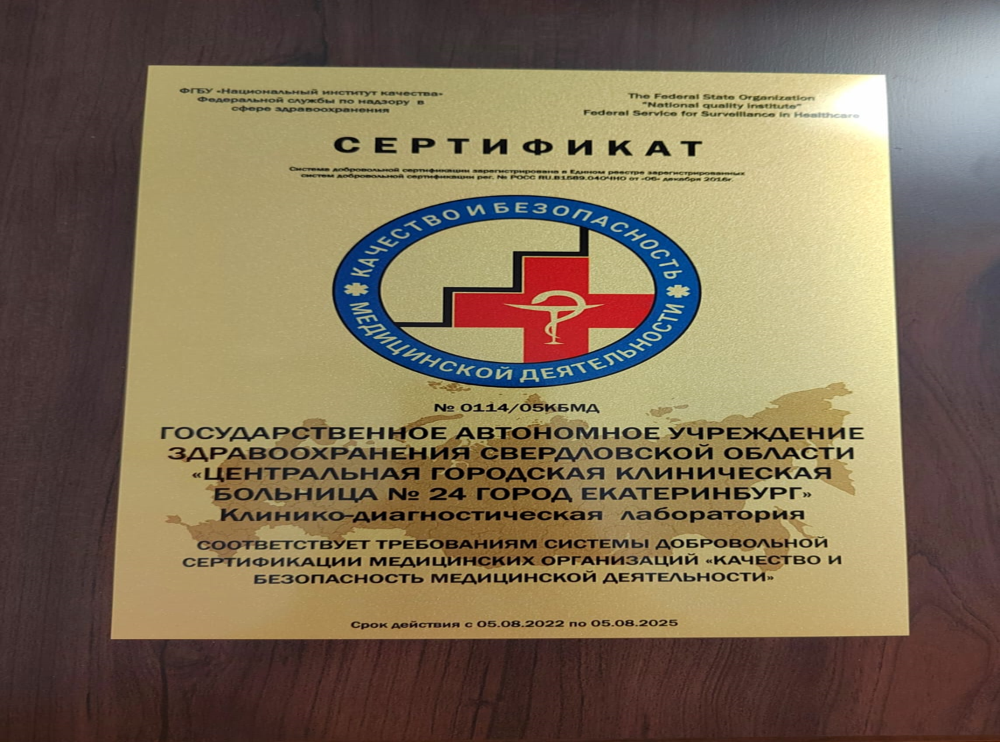 ФГБУ «Национальный институт качества»
Федеральной службы по надзору в
сфере здравоохранения
The Federal State Organization
"National quality institute"
Federal Service for Surveillance in Healthcare
СЕРТИФИКАТ
Система добровольной сертификации зарегистрирована в Едином реестре зарегистрированных
систем добровольной сертификации рег. № РОСС RU.В1589.04ОЧН0 от «06» декабря 2016г.
КАЧЕСТВО И БЕЗОПАСНОСТЬ
МЕДИЦИНСКОЙ ДЕЯТЕЛЬНОСТИ
№ 0114/05КБМД
ГОСУДАРСТВЕННОЕ АВТОНОМНОЕ УЧРЕЖДЕНИЕ
ЗДРАВООХРАНЕНИЯ СВЕРДЛОВСКОЙ ОБЛАСТИ
«ЦЕНТРАЛЬНАЯ ГОРОДСКАЯ КЛИНИЧЕСКАЯ
БОЛЬНИЦА № 24 ГОРОД ЕКАТЕРИНБУРГ»
Клинико-диагностическая лаборатория
СООТВЕТСТВУЕТ ТРЕБОВАНИЯМ СИСТЕМЫ ДОБРОВОЛЬНОЙ
СЕРТИФИКАЦИИ МЕДИЦИНСКИХ ОРГАНИЗАЦИЙ «КАЧЕСТВО И
БЕЗОПАСНОСТЬ МЕДИЦИНСКОЙ ДЕЯТЕЛЬНОСТИ»
Срок действия с 05.08.2022 по 05.08.2025